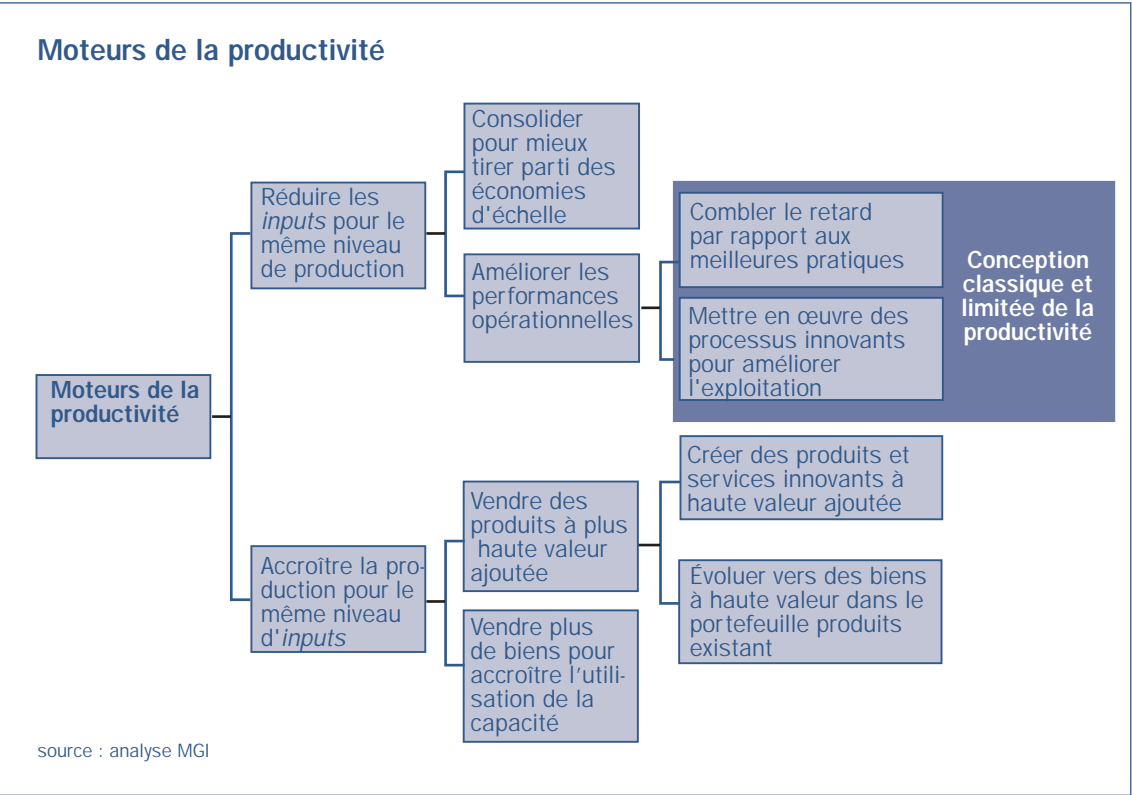 Moteurs de la productivité
Consolider
pour mieux
tirer parti des
économies
d'échelle
Réduire les
inputs pour le
même niveau
de production
Combler le retard
par rapport aux
meilleures pratiques
Conception
classique et
limitée de la
productivité
Améliorer les
performances
opérationnelles
Mettre en œuvre des
processus innovants
pour améliorer
l'exploitation
Moteurs de la
productivité
Créer des produits et
services innovants à
haute valeur ajoutée
Vendre des
produits à plus
haute valeur
ajoutée
Accroître la pro-
duction pour le
même niveau
d'inputs
Évoluer vers des biens
à haute valeur dans le
portefeuille produits
existant
Vendre plus
de biens pour
accroître l'utili-
sation de la
capacité
source : analyse MGI